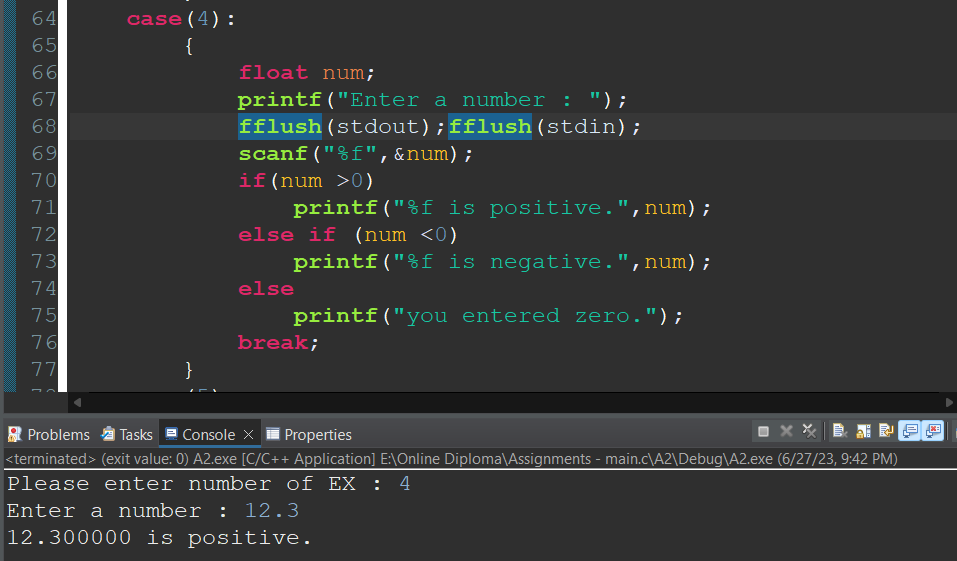 64 case(4):
65 {
66 float num;
67 printf("Enter a number : ");
68 fflush(stdout);fflush(stdin);
69 scanf("%f",&num);
70 if(num >0)
71 printf("%f is positive.",num);
72 else if (num <0)
73 printf("%f is negative.",num);
74 else
75 printf("you entered zero.");
76 break;
77 }
Problems Tasks Console Properties
<terminated> (exit value: 0) A2.exe [C/C++ Application] E:\Online Diploma\Assignments - main.c\A2\Debug\A2.exe (6/27/23, 9:42 PM)
Please enter number of EX : 4
Enter a number : 12.3
12.300000 is positive.